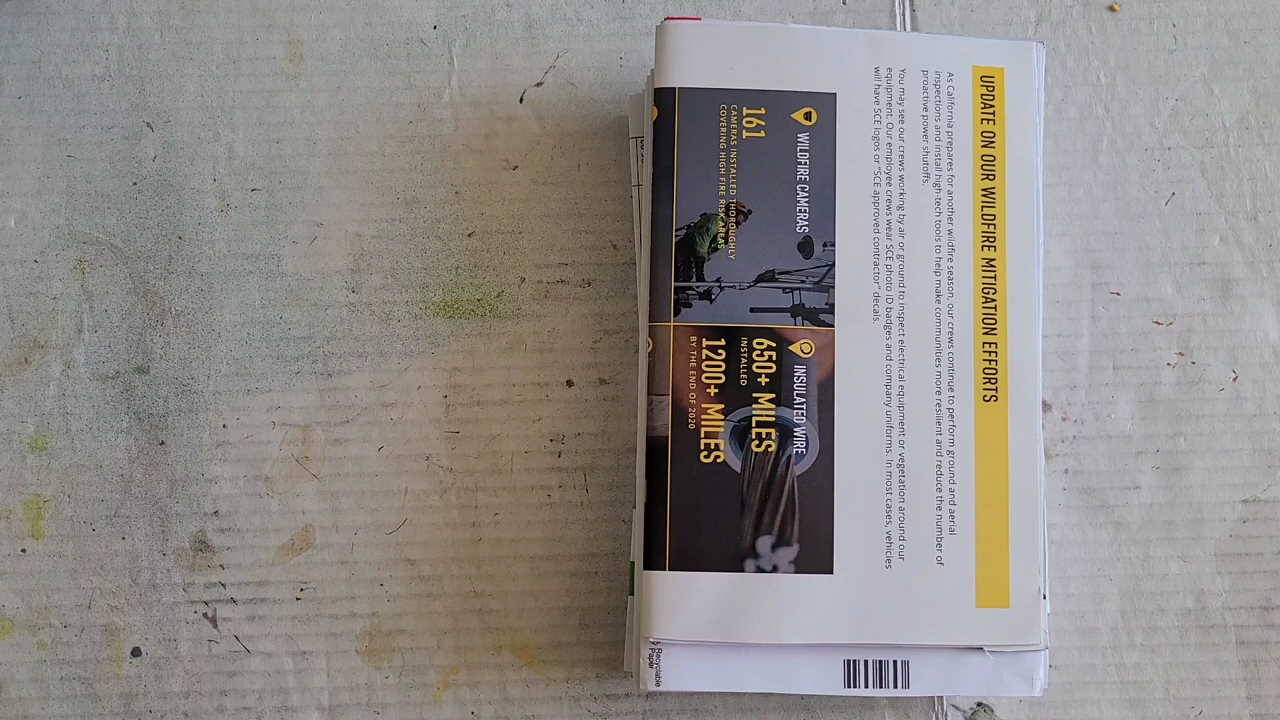 UPDATE ON OUR WILDFIRE MITIGATION EFFORTS
As California prepares for another wildfire season, our crews continue to perform ground and aerial
inspections and install high-tech tools to help make communities more resilient and reduce the number of
proactive power shutoffs.
You may see our crews working by air or ground to inspect electrical equipment or vegetation around our
equipment. Our employee crews wear SCE photo ID badges and company uniforms. In most cases, vehicles
will have SCE logos or "SCE approved contractor" decals.
WILDFIRE CAMERAS
161
CAMERAS INSTALLED THOROUGHLY
COVERING HIGH FIRE RISK AREAS
INSULATED WIRE
650+ MILES
INSTALLED
1200+ MILES
BY THE END OF 2020
Recyclable
Paper